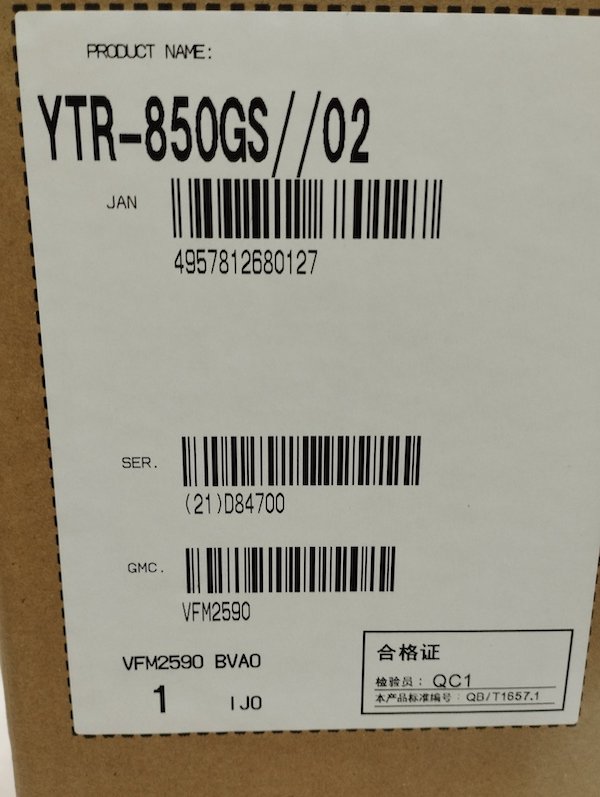 PRODUCT NAME:
YTR-850GS//02
JAN
4957812680127
SER.
(21)D84700
GMC.
VFM2590
VFM2590 BVA0
1 IJ0
合格证
检验员: QC1
本产品标准编号: QB/T1657.1